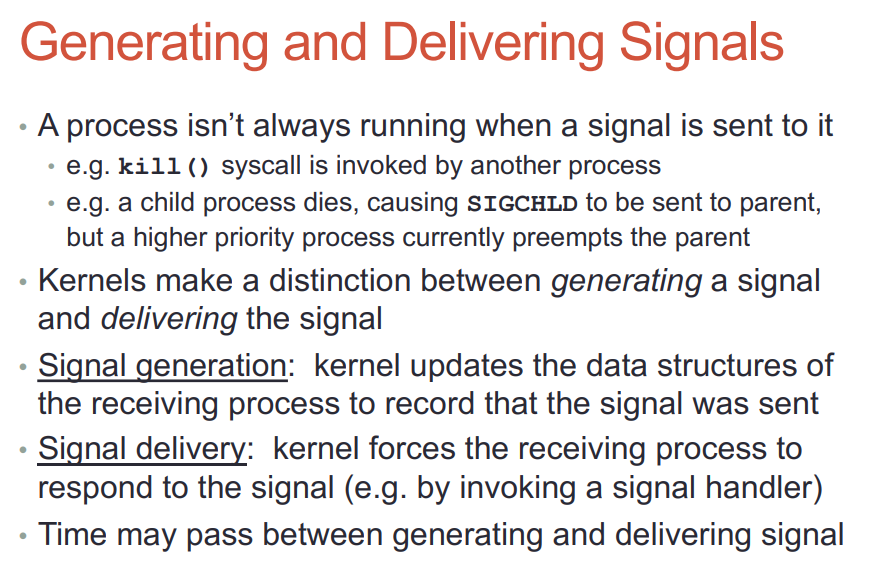 Generating and Delivering Signals
• A process isn’t always running when a signal is sent to it
• e.g. kill() syscall is invoked by another process
• e.g. a child process dies, causing SIGCHLD to be sent to parent,
but a higher priority process currently preempts the parent
• Kernels make a distinction between generating a signal
and delivering the signal
• Signal generation:  kernel updates the data structures of
the receiving process to record that the signal was sent
• Signal delivery:  kernel forces the receiving process to
respond to the signal (e.g. by invoking a signal handler)
• Time may pass between generating and delivering signal